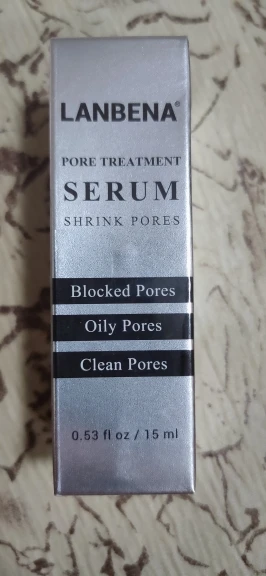 LANBENA®
PORE TREATMENT
SERUM
SHRINK PORES
Blocked Pores
Oily Pores
Clean Pores
0.53 fl oz / 15 ml